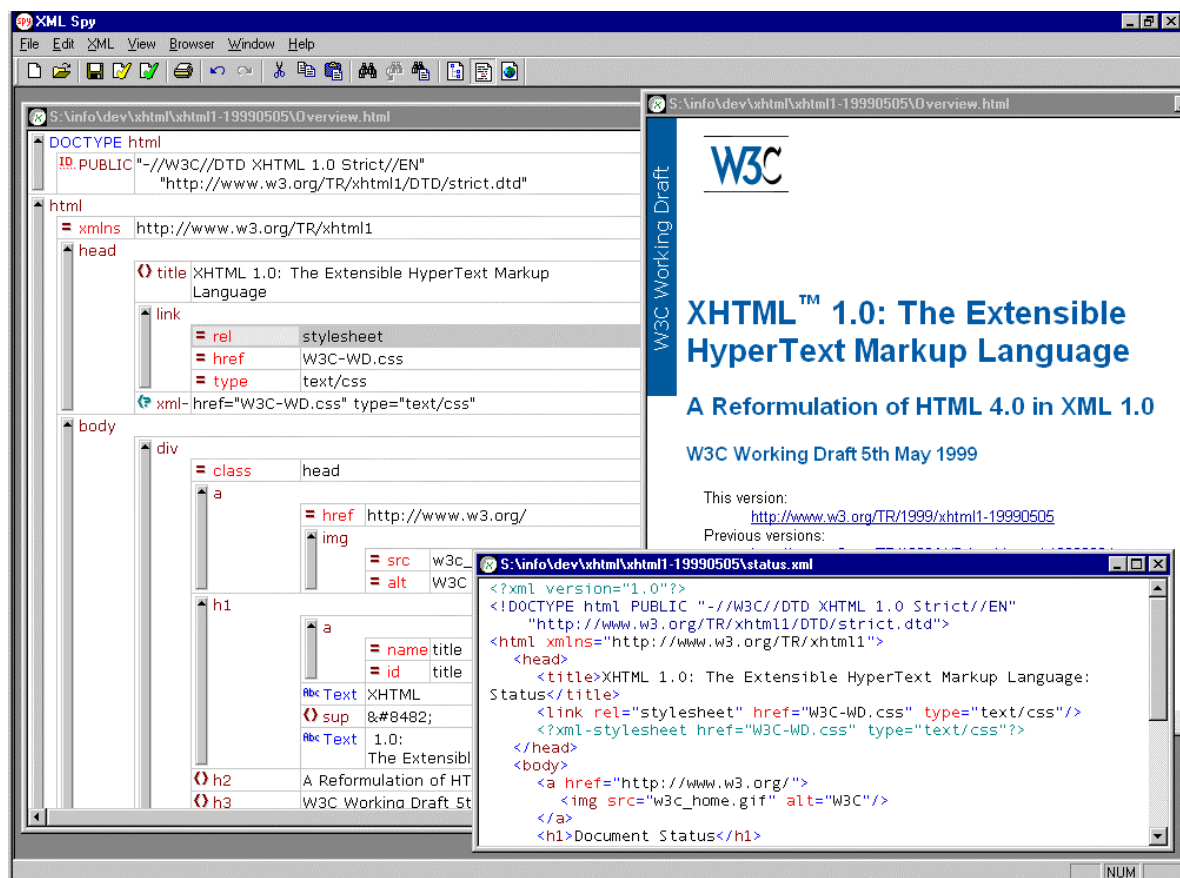 XML Spy
File Edit XML View Browser Window Help
S:\info\dev\xhtml\xhtml1-19990505\Overview.html
DOCTYPE html
ID PUBLIC "-//W3C//DTD XHTML 1.0 Strict//EN"
"http://www.w3.org/TR/xhtml1/DTD/strict.dtd"
html
= xmlns http://www.w3.org/TR/xhtml1
head
<> title XHTML 1.0: The Extensible HyperText Markup
Language
link
= rel stylesheet
= href W3C-WD.css
= type text/css
<? xml- href="W3C-WD.css" type="text/css"
body
div
= class head
a
= href http://www.w3.org/
img
= src w3c_
= alt W3C
h1
a
= name title
= id title
Abc Text XHTML
<> sup &#8482;
Abc Text 1.0:
The Extensibl
<> h2 A Reformulation of HT
<> h3 W3C Working Draft 5t
S:\info\dev\xhtml\xhtml1-19990505\Overview.html
W3C Working Draft
W3C
XHTML™ 1.0: The Extensible
HyperText Markup Language
A Reformulation of HTML 4.0 in XML 1.0
W3C Working Draft 5th May 1999
This version:
http://www.w3.org/TR/1999/xhtml1-19990505
Previous versions:
S:\info\dev\xhtml\xhtml1-19990505\status.xml
<?xml version="1.0"?>
<!DOCTYPE html PUBLIC "-//W3C//DTD XHTML 1.0 Strict//EN"
"http://www.w3.org/TR/xhtml1/DTD/strict.dtd">
<html xmlns="http://www.w3.org/TR/xhtml1">
<head>
<title>XHTML 1.0: The Extensible HyperText Markup Language:
Status</title>
<link rel="stylesheet" href="W3C-WD.css" type="text/css"/>
<?xml-stylesheet href="W3C-WD.css" type="text/css"?>
</head>
<body>
<a href="http://www.w3.org/">
<img src="w3c_home.gif" alt="W3C"/>
</a>
<h1>Document Status</h1>
NUM